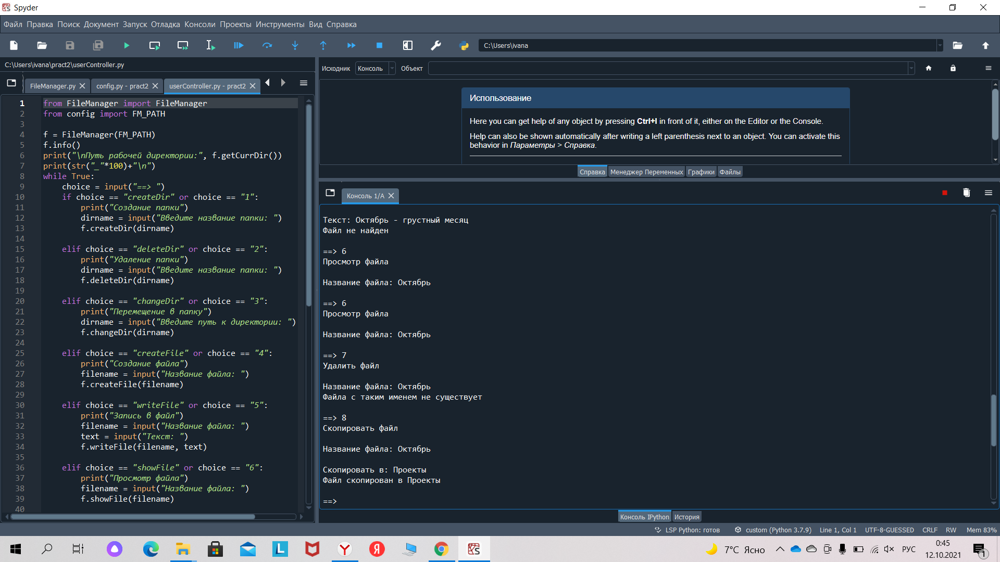 Spyder
Файл Правка Поиск Документ Запуск Отладка Консоли Проекты Инструменты Вид Справка
C:\Users\ivana
C:\Users\ivana\pract2\userController.py
FileManager.py
config.py - pract2
userController.py - pract2
1 from FileManager import FileManager
2 from config import FM_PATH
3
4 f = FileManager(FM_PATH)
5 f.info()
6 print("\nПуть рабочей директории:", f.getCurrDir())
7 print(str("_"*100)+"\n")
8 while True:
9     choice = input("==> ")
10     if choice == "createDir" or choice == "1":
11         print("Создание папки")
12         dirname = input("Введите название папки: ")
13         f.createDir(dirname)
14
15     elif choice == "deleteDir" or choice == "2":
16         print("Удаление папки")
17         dirname = input("Введите название папки: ")
18         f.deleteDir(dirname)
19
20     elif choice == "changeDir" or choice == "3":
21         print("Перемещение в папку")
22         dirname = input("Введите путь к директории: ")
23         f.changeDir(dirname)
24
25     elif choice == "createFile" or choice == "4":
26         print("Создание файла")
27         filename = input("Название файла: ")
28         f.createFile(filename)
29
30     elif choice == "writeFile" or choice == "5":
31         print("Запись в файл")
32         filename = input("Название файла: ")
33         text = input("Текст: ")
34         f.writeFile(filename, text)
35
36     elif choice == "showFile" or choice == "6":
37         print("Просмотр файла")
38         filename = input("Название файла: ")
39         f.showFile(filename)
40
Исходник Консоль Объект
Использование
Here you can get help of any object by pressing Ctrl+I in front of it, either on the Editor or the Console.
Help can also be shown automatically after writing a left parenthesis next to an object. You can activate this
behavior in Параметры > Справка.
Справка Менеджер Переменных Графики Файлы
Консоль 1/A
Текст: Октябрь - грустный месяц
Файл не найден
==> 6
Просмотр файла
Название файла: Октябрь
==> 6
Просмотр файла
Название файла: Октябрь
==> 7
Удалить файл
Название файла: Октябрь
Файла с таким именем не существует
==> 8
Скопировать файл
Название файла: Октябрь
Скопировать в: Проекты
Файл скопирован в Проекты
==>
Консоль IPython История
LSP Python: готов custom (Python 3.7.9) Line 1, Col 1 UTF-8-GUESSED CRLF RW Mem 83%
L
Y
Я
7°C Ясно
РУС
0:45
12.10.2021
1